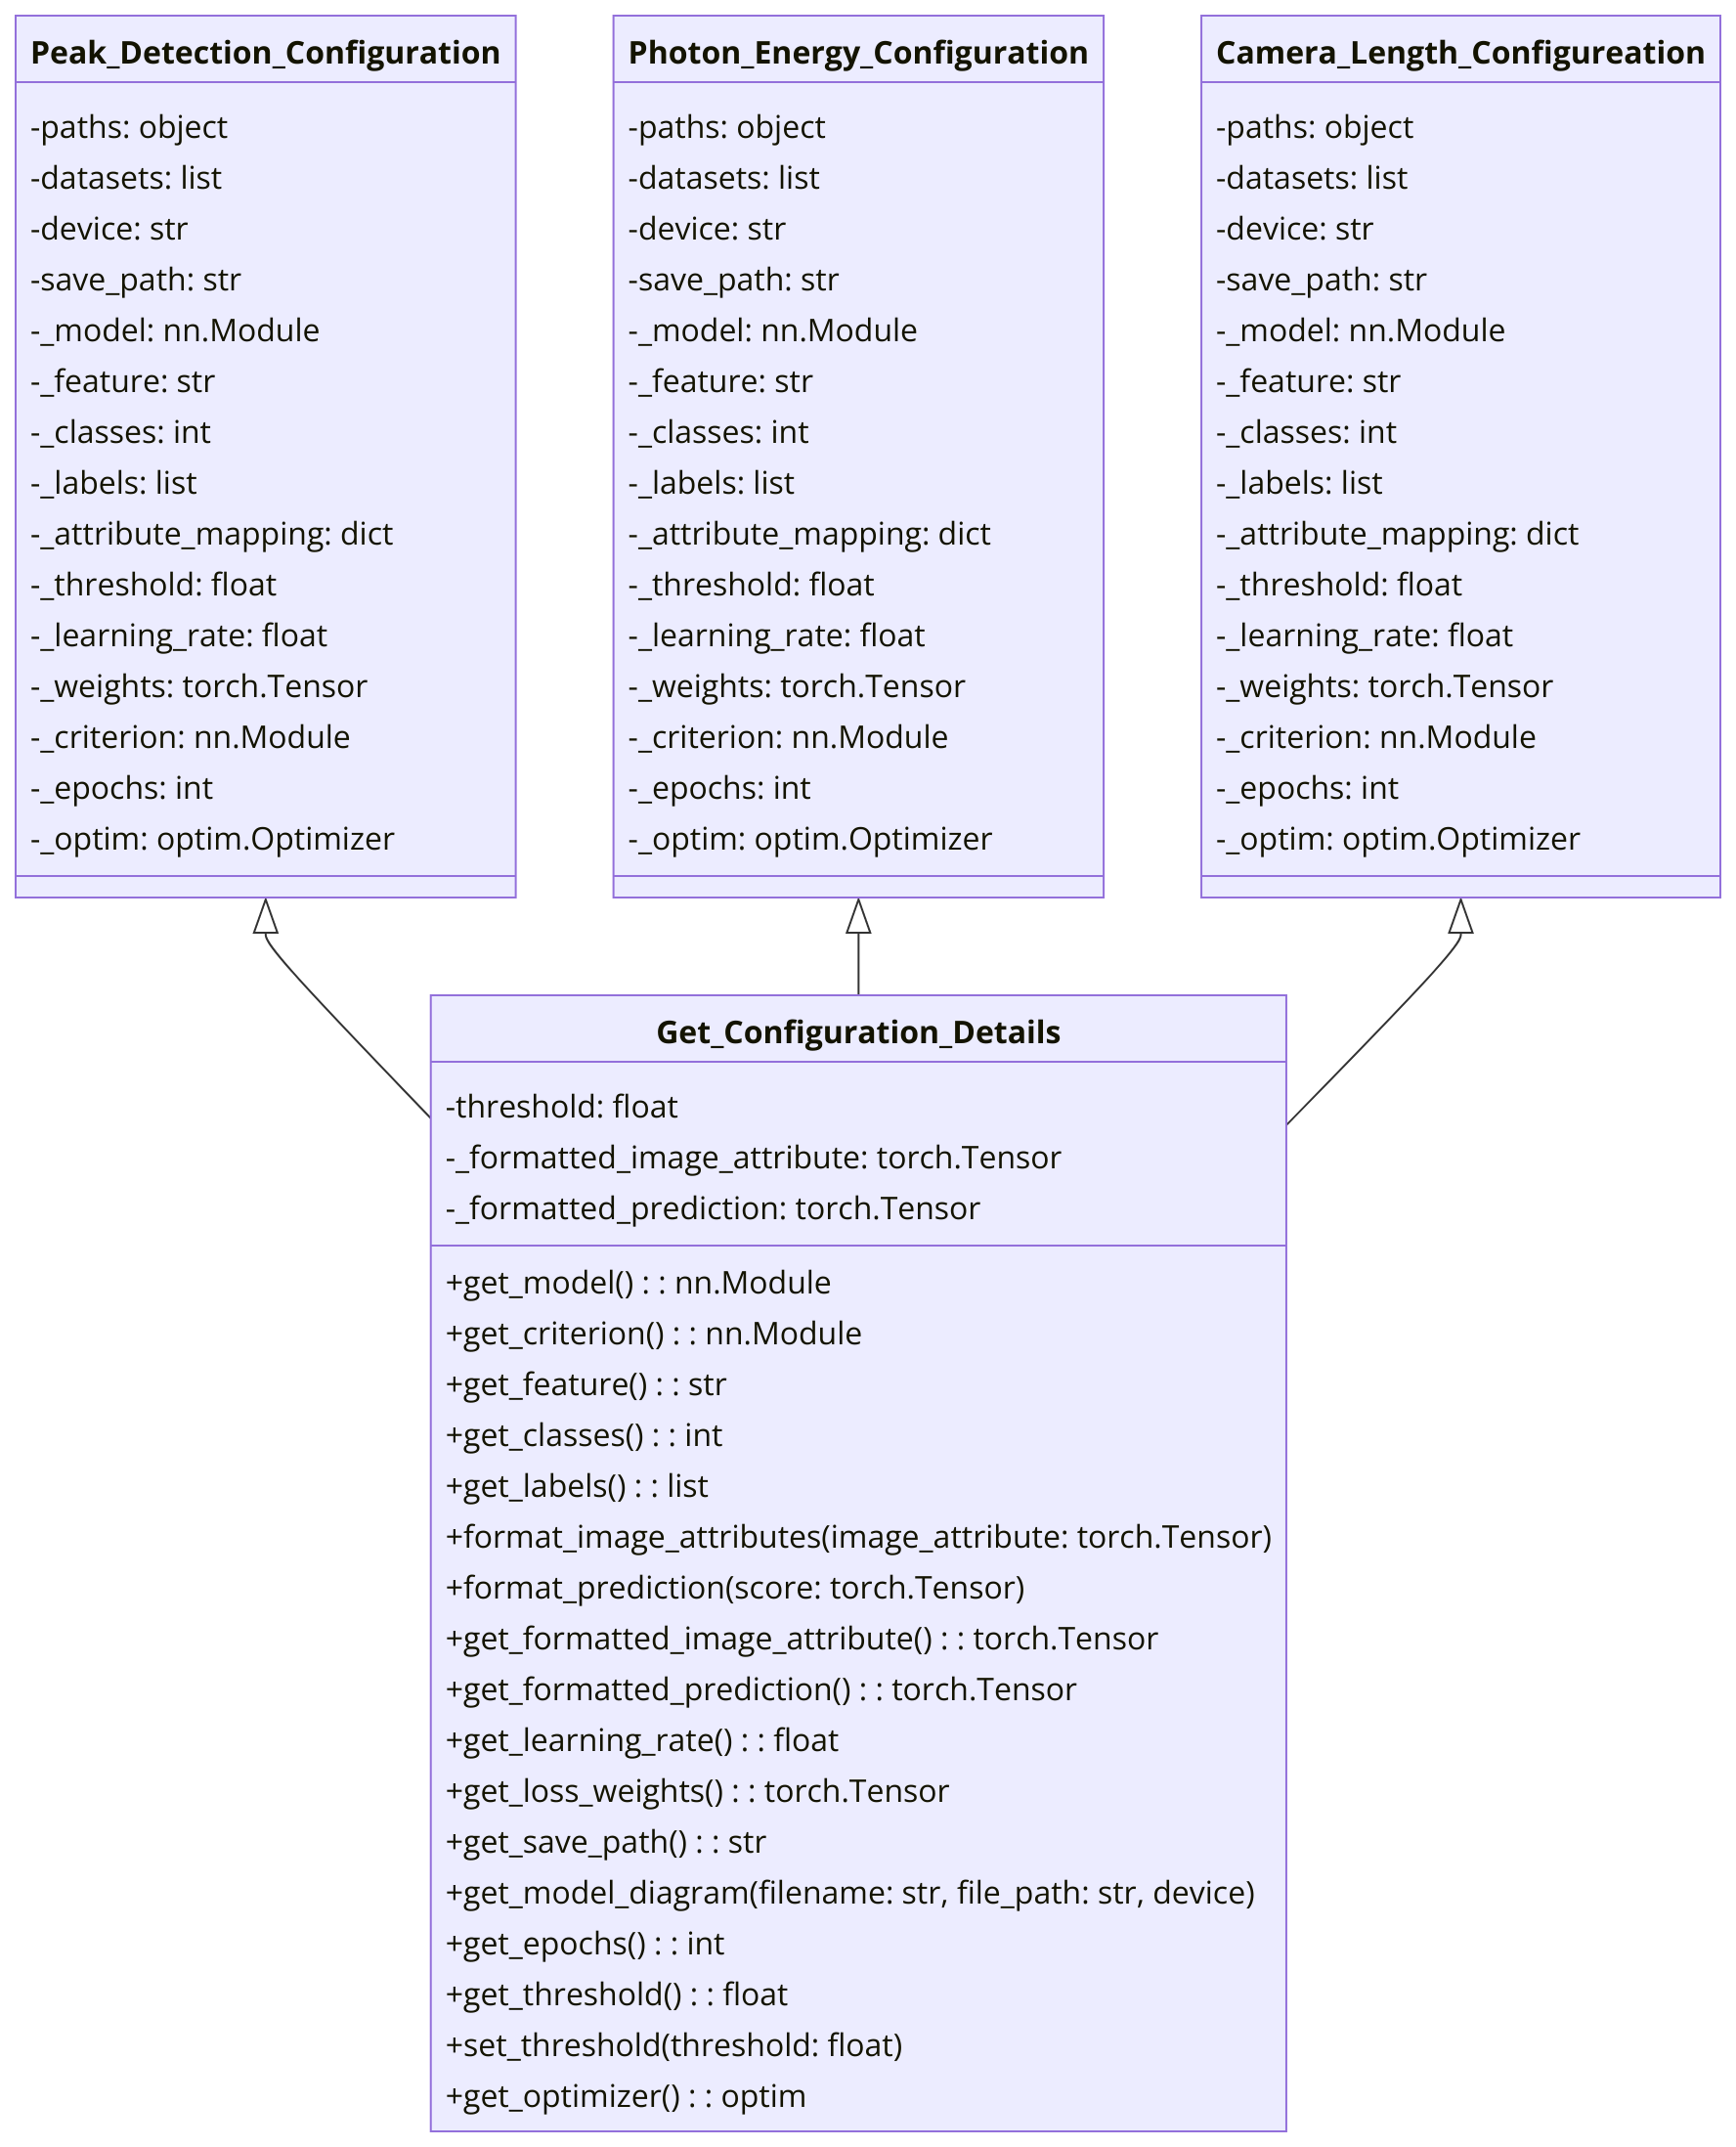 Peak_Detection_Configuration
-paths: object
-datasets: list
-device: str
-save_path: str
-_model: nn.Module
-_feature: str
-_classes: int
-_labels: list
-_attribute_mapping: dict
-_threshold: float
-_learning_rate: float
-_weights: torch.Tensor
-_criterion: nn.Module
-_epochs: int
-_optim: optim.Optimizer
Photon_Energy_Configuration
-paths: object
-datasets: list
-device: str
-save_path: str
-_model: nn.Module
-_feature: str
-_classes: int
-_labels: list
-_attribute_mapping: dict
-_threshold: float
-_learning_rate: float
-_weights: torch.Tensor
-_criterion: nn.Module
-_epochs: int
-_optim: optim.Optimizer
Camera_Length_Configureation
-paths: object
-datasets: list
-device: str
-save_path: str
-_model: nn.Module
-_feature: str
-_classes: int
-_labels: list
-_attribute_mapping: dict
-_threshold: float
-_learning_rate: float
-_weights: torch.Tensor
-_criterion: nn.Module
-_epochs: int
-_optim: optim.Optimizer
Get_Configuration_Details
-threshold: float
-_formatted_image_attribute: torch.Tensor
-_formatted_prediction: torch.Tensor
+get_model() : : nn.Module
+get_criterion() : : nn.Module
+get_feature() : : str
+get_classes() : : int
+get_labels() : : list
+format_image_attributes(image_attribute: torch.Tensor)
+format_prediction(score: torch.Tensor)
+get_formatted_image_attribute() : : torch.Tensor
+get_formatted_prediction() : : torch.Tensor
+get_learning_rate() : : float
+get_loss_weights() : : torch.Tensor
+get_save_path() : : str
+get_model_diagram(filename: str, file_path: str, device)
+get_epochs() : : int
+get_threshold() : : float
+set_threshold(threshold: float)
+get_optimizer() : : optim